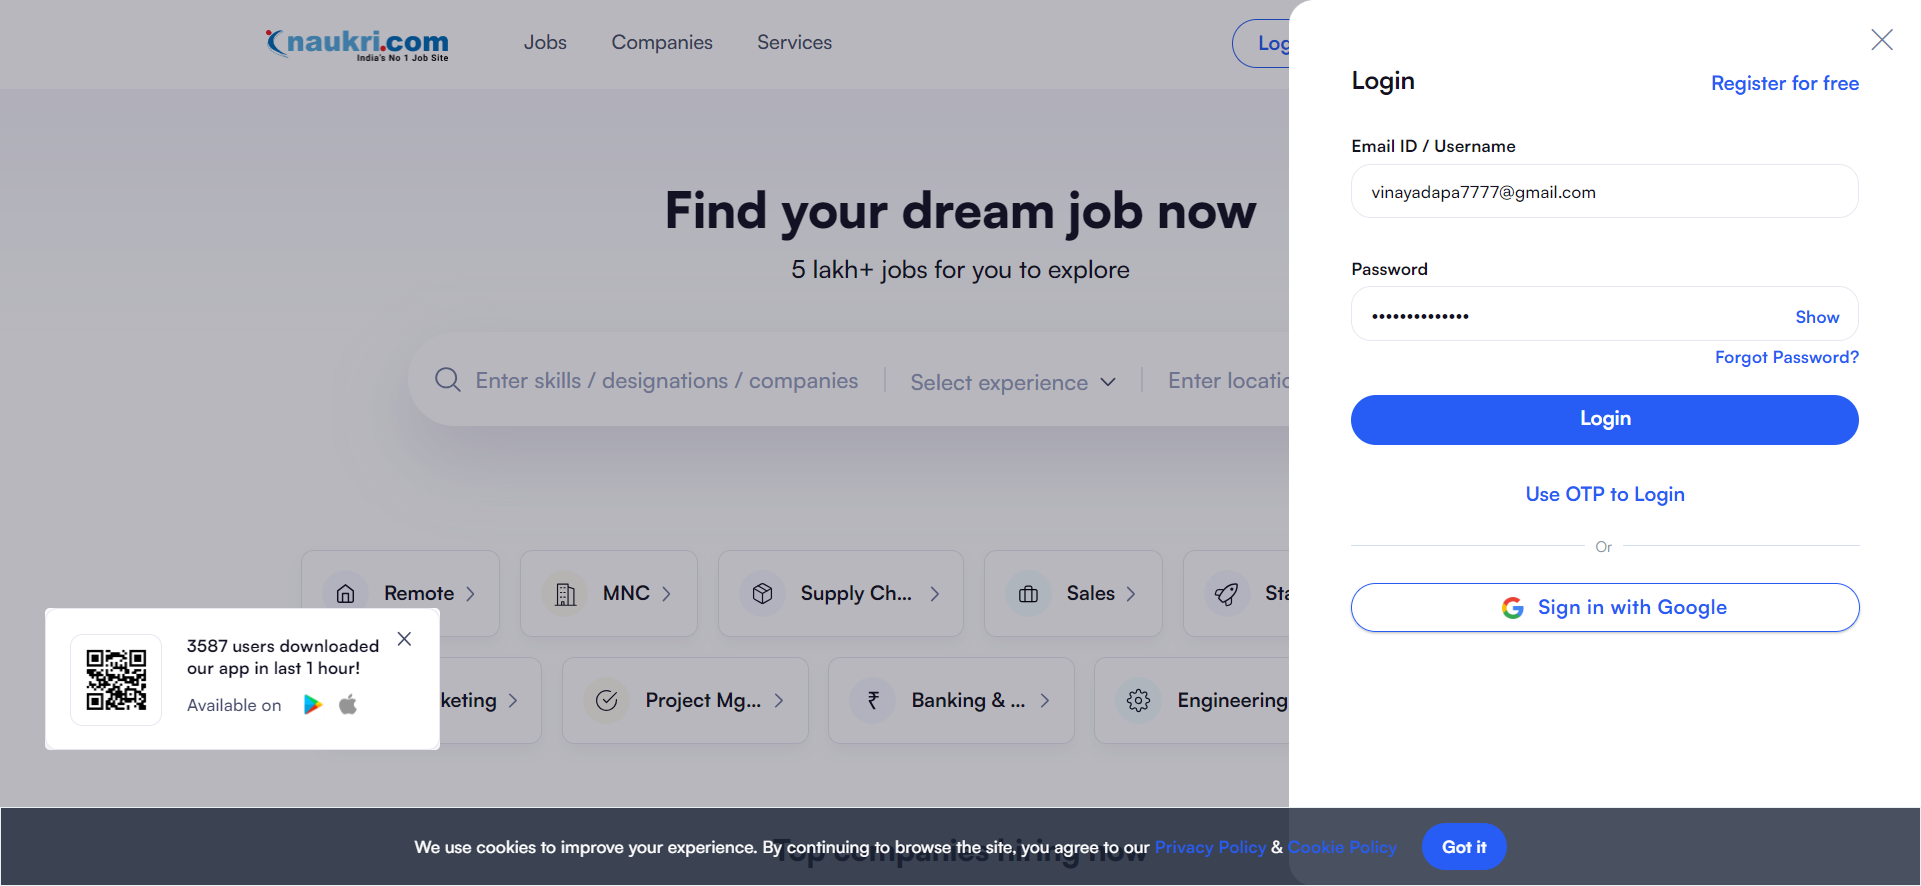 naukri.com
India's No 1 Job Site
Jobs
Companies
Services
Log
Find your dream job now
5 lakh+ jobs for you to explore
Enter skills / designations / companies
Select experience
Enter locatio
Remote
MNC
Supply Ch...
Sales
Sta
keting
Project Mg...
Banking & ...
Engineering
3587 users downloaded
our app in last 1 hour!
Available on
Top companies hiring now
We use cookies to improve your experience. By continuing to browse the site, you agree to our Privacy Policy & Cookie Policy
Got it
Login
Register for free
Email ID / Username
vinayadapa7777@gmail.com
Password
••••••••••••••
Show
Forgot Password?
Login
Use OTP to Login
Or
Sign in with Google